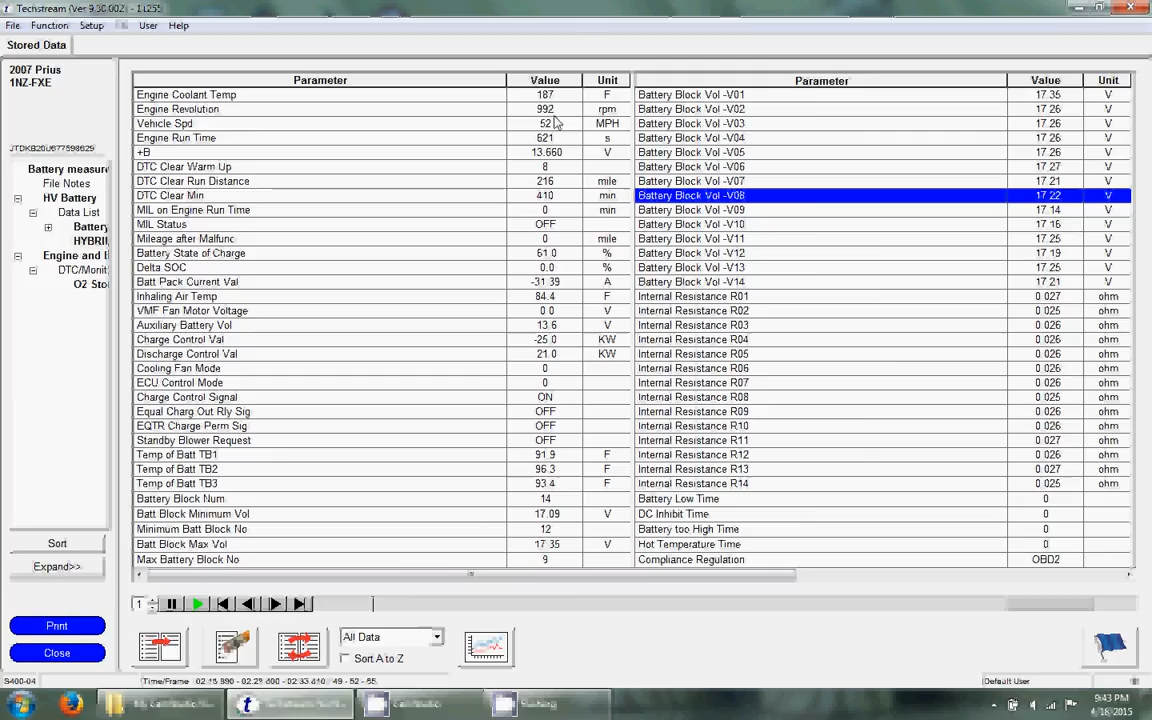 Techstream (Ver 9.30.002) - 11255
File Function Setup User Help
Stored Data
2007 Prius
1NZ-FXE
JTDKB20U677598629
Battery measur
File Notes
HV Battery
Data List
Battery
HYBRII
Engine and I
DTC/Moniti
O2 Sto
Sort
Expand>>
Print
Close
Parameter Value Unit
Engine Coolant Temp 187 F
Engine Revolution 992 rpm
Vehicle Spd 52 MPH
Engine Run Time 621 s
+B 13.660 V
DTC Clear Warm Up 8
DTC Clear Run Distance 216 mile
DTC Clear Min 410 min
MIL on Engine Run Time 0 min
MIL Status OFF
Mileage after Malfunc 0 mile
Battery State of Charge 61.0 %
Delta SOC 0.0 %
Batt Pack Current Val -31.39 A
Inhaling Air Temp 84.4 F
VMF Fan Motor Voltage 0.0 V
Auxiliary Battery Vol 13.6 V
Charge Control Val -25.0 KW
Discharge Control Val 21.0 KW
Cooling Fan Mode 0
ECU Control Mode 0
Charge Control Signal ON
Equal Charg Out Rly Sig OFF
EQTR Charge Perm Sig OFF
Standby Blower Request OFF
Temp of Batt TB1 91.9 F
Temp of Batt TB2 96.3 F
Temp of Batt TB3 93.4 F
Battery Block Num 14
Batt Block Minimum Vol 17.09 V
Minimum Batt Block No 12
Batt Block Max Vol 17.35 V
Max Battery Block No 9
Parameter Value Unit
Battery Block Vol -V01 17.35 V
Battery Block Vol -V02 17.26 V
Battery Block Vol -V03 17.26 V
Battery Block Vol -V04 17.26 V
Battery Block Vol -V05 17.26 V
Battery Block Vol -V06 17.27 V
Battery Block Vol -V07 17.21 V
Battery Block Vol -V08 17.22 V
Battery Block Vol -V09 17.14 V
Battery Block Vol -V10 17.16 V
Battery Block Vol -V11 17.25 V
Battery Block Vol -V12 17.19 V
Battery Block Vol -V13 17.25 V
Battery Block Vol -V14 17.21 V
Internal Resistance R01 0.027 ohm
Internal Resistance R02 0.026 ohm
Internal Resistance R03 0.026 ohm
Internal Resistance R04 0.026 ohm
Internal Resistance R05 0.026 ohm
Internal Resistance R06 0.026 ohm
Internal Resistance R07 0.026 ohm
Internal Resistance R08 0.026 ohm
Internal Resistance R09 0.026 ohm
Internal Resistance R10 0.026 ohm
Internal Resistance R11 0.027 ohm
Internal Resistance R12 0.026 ohm
Internal Resistance R13 0.027 ohm
Internal Resistance R14 0.025 ohm
Battery Low Time 0
DC Inhibit Time 0
Battery too High Time 0
Hot Temperature Time 0
Compliance Regulation OBD2
1
All Data
Sort A to Z
S400-04
Time/Frame
49 - 52 - 55
Default User
9:43 PM
4/18/2015